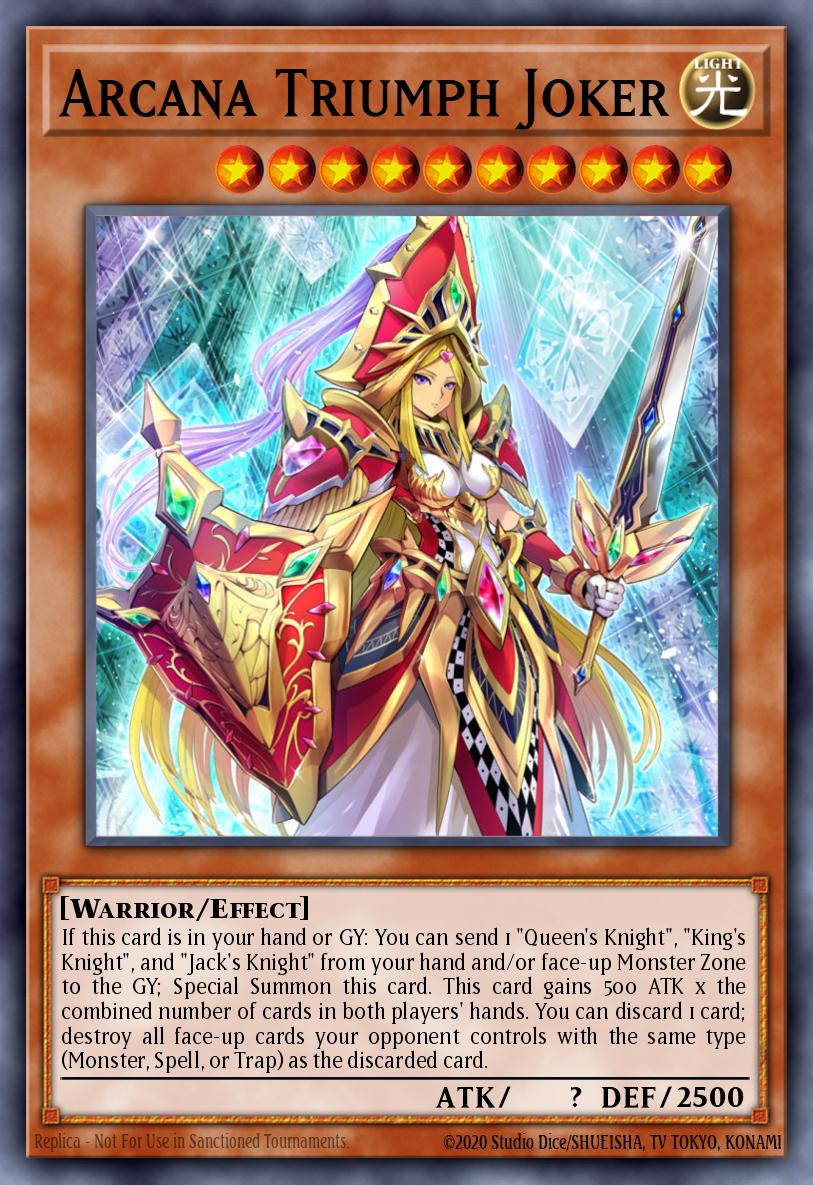 Arcana Triumph Joker
LIGHT
光
[Warrior/Effect]
If this card is in your hand or GY: You can send 1 "Queen's Knight", "King's
Knight", and "Jack's Knight" from your hand and/or face-up Monster Zone
to the GY; Special Summon this card. This card gains 500 ATK x the
combined number of cards in both players' hands. You can discard 1 card;
destroy all face-up cards your opponent controls with the same type
(Monster, Spell, or Trap) as the discarded card.
ATK/ ? DEF/2500
Replica - Not For Use in Sanctioned Tournaments.
©2020 Studio Dice/SHUEISHA, TV TOKYO, KONAMI